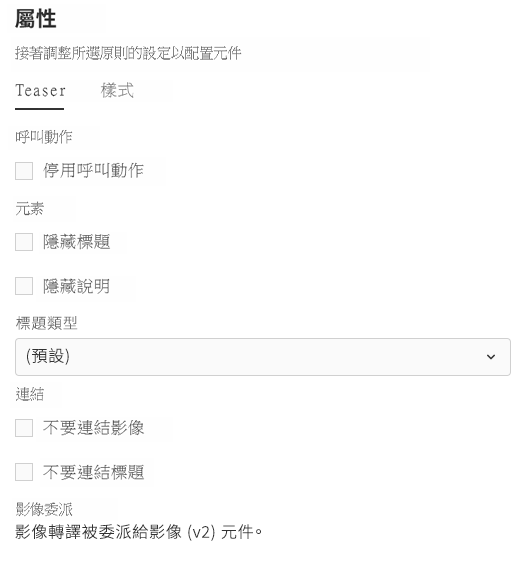 屬性
接著調整所選原則的設定以配置元件
Teaser 樣式
呼叫動作
停用呼叫動作
元素
隱藏標題
隱藏說明
標題類型
(預設)
連結
不要連結影像
不要連結標題
影像委派
影像轉譯被委派給影像 (v2) 元件。